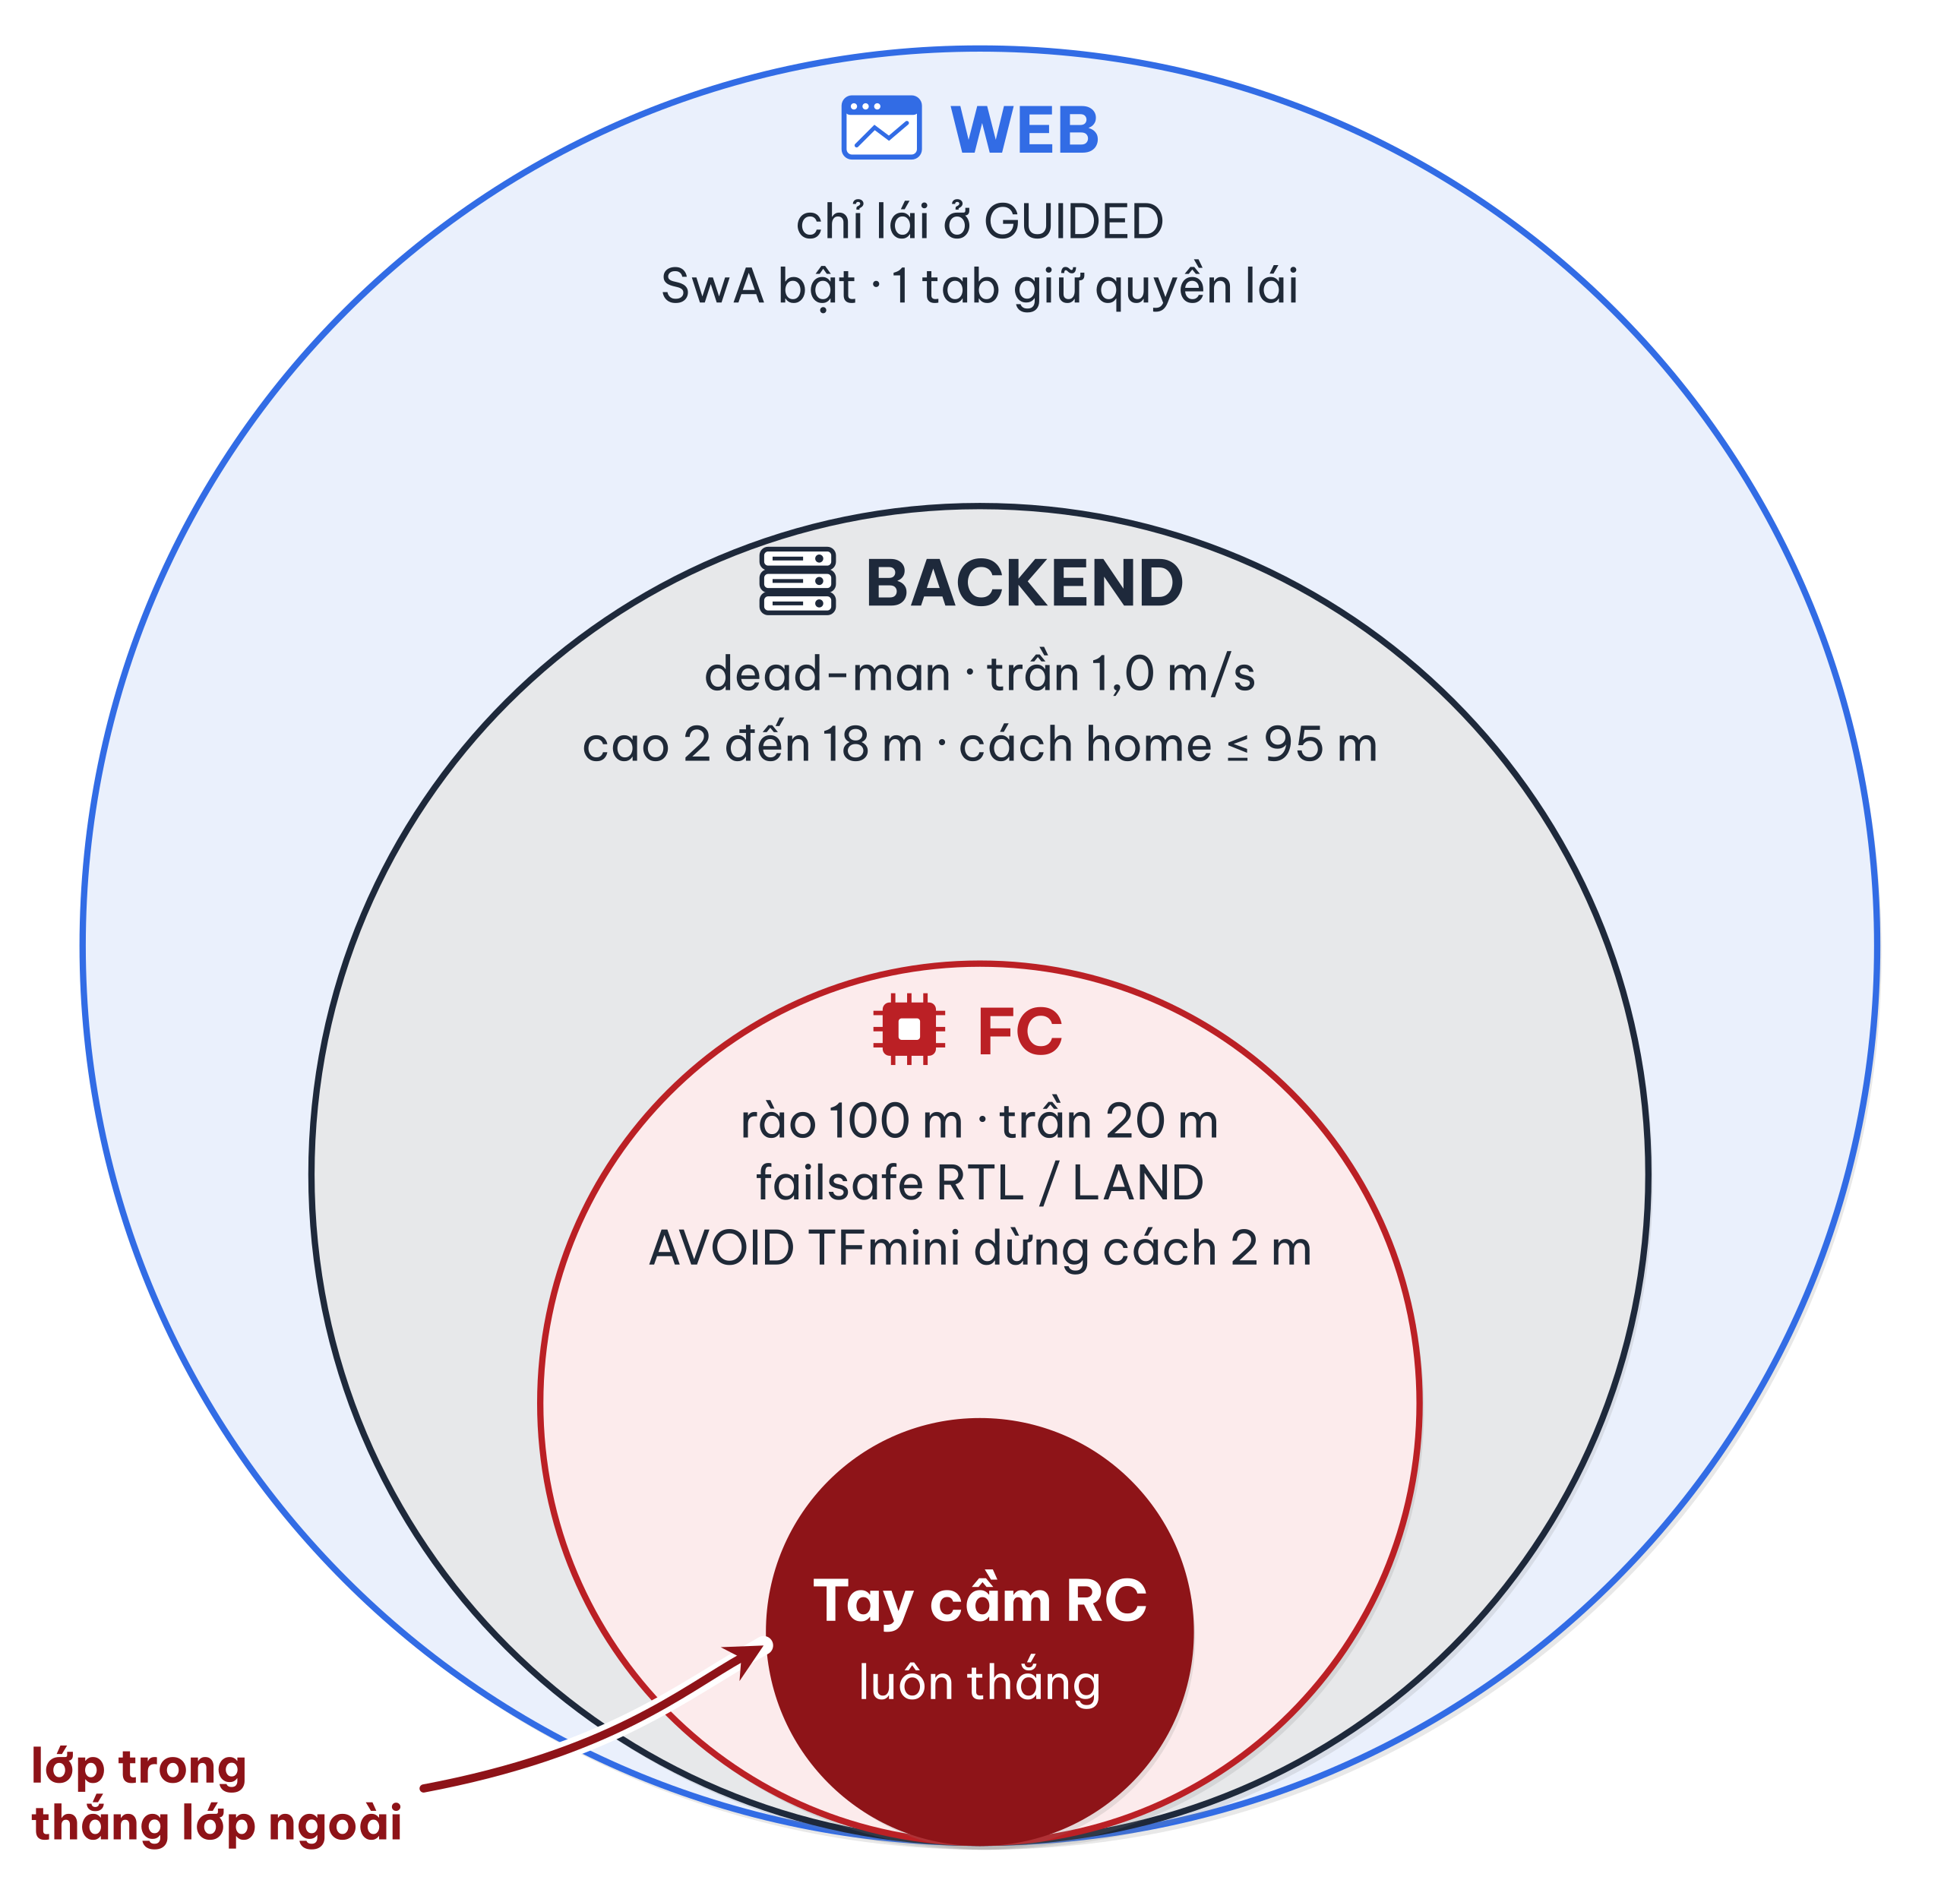 WEB
chỉ lái ở GUIDED
SwA bật · 1 tab giữ quyền lái
BACKEND
dead-man · trần 1,0 m/s
cao 2 đến 18 m · cách home ≤ 95 m
FC
rào 100 m · trần 20 m
failsafe RTL / LAND
AVOID TFmini dừng cách 2 m
Tay cầm RC
luôn thắng
lớp trong
thắng lớp ngoài